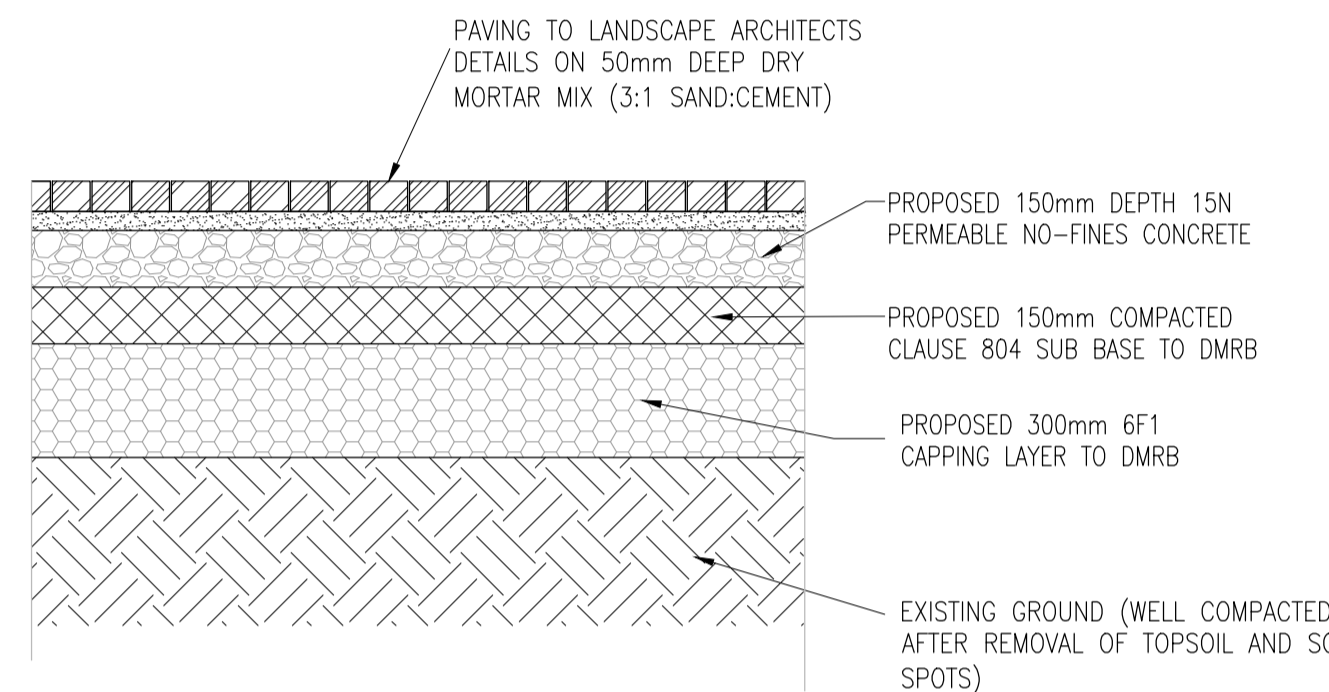 PAVING TO LANDSCAPE ARCHITECTS
DETAILS ON 50mm DEEP DRY
MORTAR MIX (3:1 SAND:CEMENT)
PROPOSED 150mm DEPTH 15N
PERMEABLE NO-FINES CONCRETE
PROPOSED 150mm COMPACTED
CLAUSE 804 SUB BASE TO DMRB
PROPOSED 300mm 6F1
CAPPING LAYER TO DMRB
EXISTING GROUND (WELL COMPACTED
AFTER REMOVAL OF TOPSOIL AND
SPOTS)